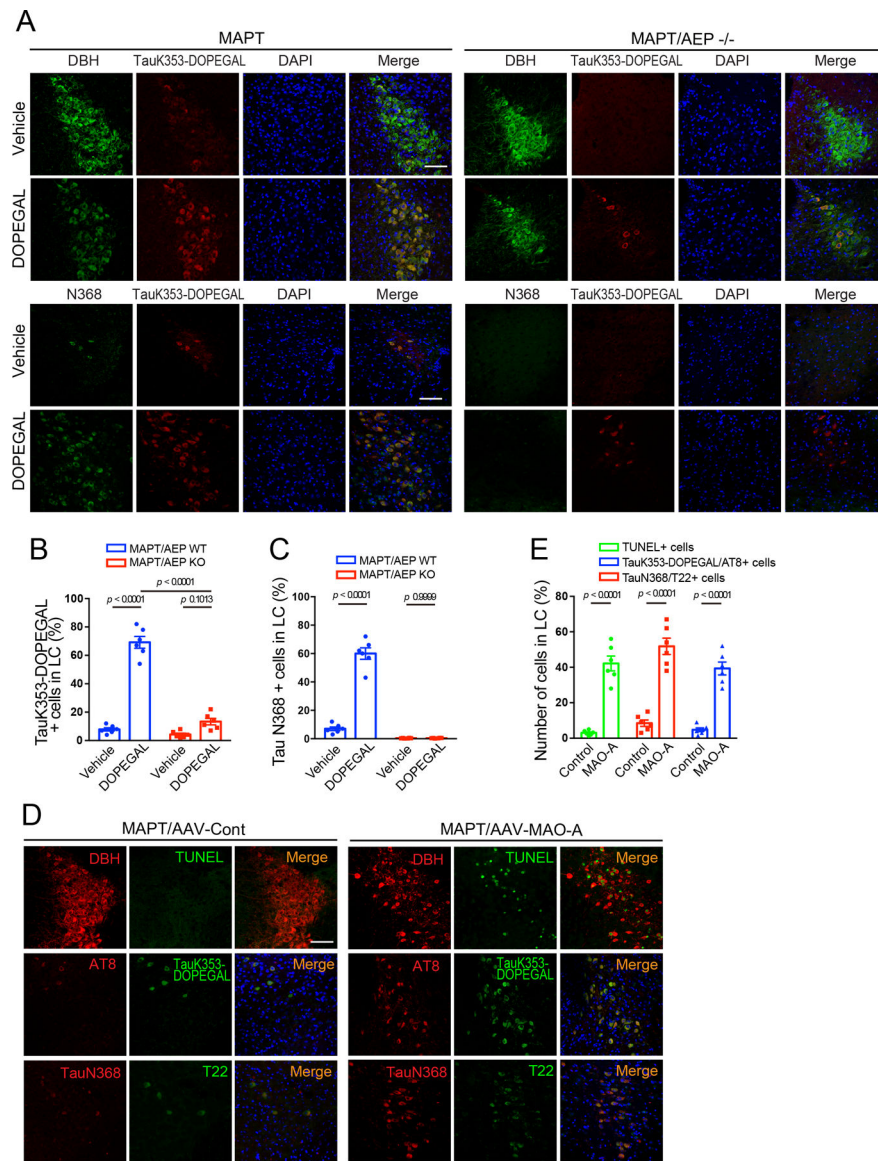 A
MAPT
MAPT/AEP -/-
DBH TauK353-DOPEGAL DAPI Merge
DBH TauK353-DOPEGAL DAPI Merge
Vehicle
DOPEGAL
N368 TauK353-DOPEGAL DAPI Merge
N368 TauK353-DOPEGAL DAPI Merge
Vehicle
DOPEGAL
B
MAPT/AEP WT
MAPT/AEP KO
p < 0.0001
p < 0.0001
p 0.1013
TauK353-DOPEGAL
+ cells in LC (%)
100
80
60
40
20
0
Vehicle
DOPEGAL
Vehicle
DOPEGAL
C
MAPT/AEP WT
MAPT/AEP KO
p < 0.0001
p 0.9999
Tau N368 + cells in LC (%)
100
80
60
40
20
0
Vehicle
DOPEGAL
Vehicle
DOPEGAL
E
TUNEL+ cells
TauK353-DOPEGAL/AT8+ cells
TauN368/T22+ cells
p < 0.0001
p < 0.0001
p < 0.0001
Number of cells in LC (%)
80
60
40
20
0
Control
MAO-A
Control
MAO-A
Control
MAO-A
D
MAPT/AAV-Cont
MAPT/AAV-MAO-A
DBH TUNEL Merge
DBH TUNEL Merge
AT8 TauK353-
DOPEGAL Merge
AT8 TauK353-
DOPEGAL Merge
TauN368 T22 Merge
TauN368 T22 Merge